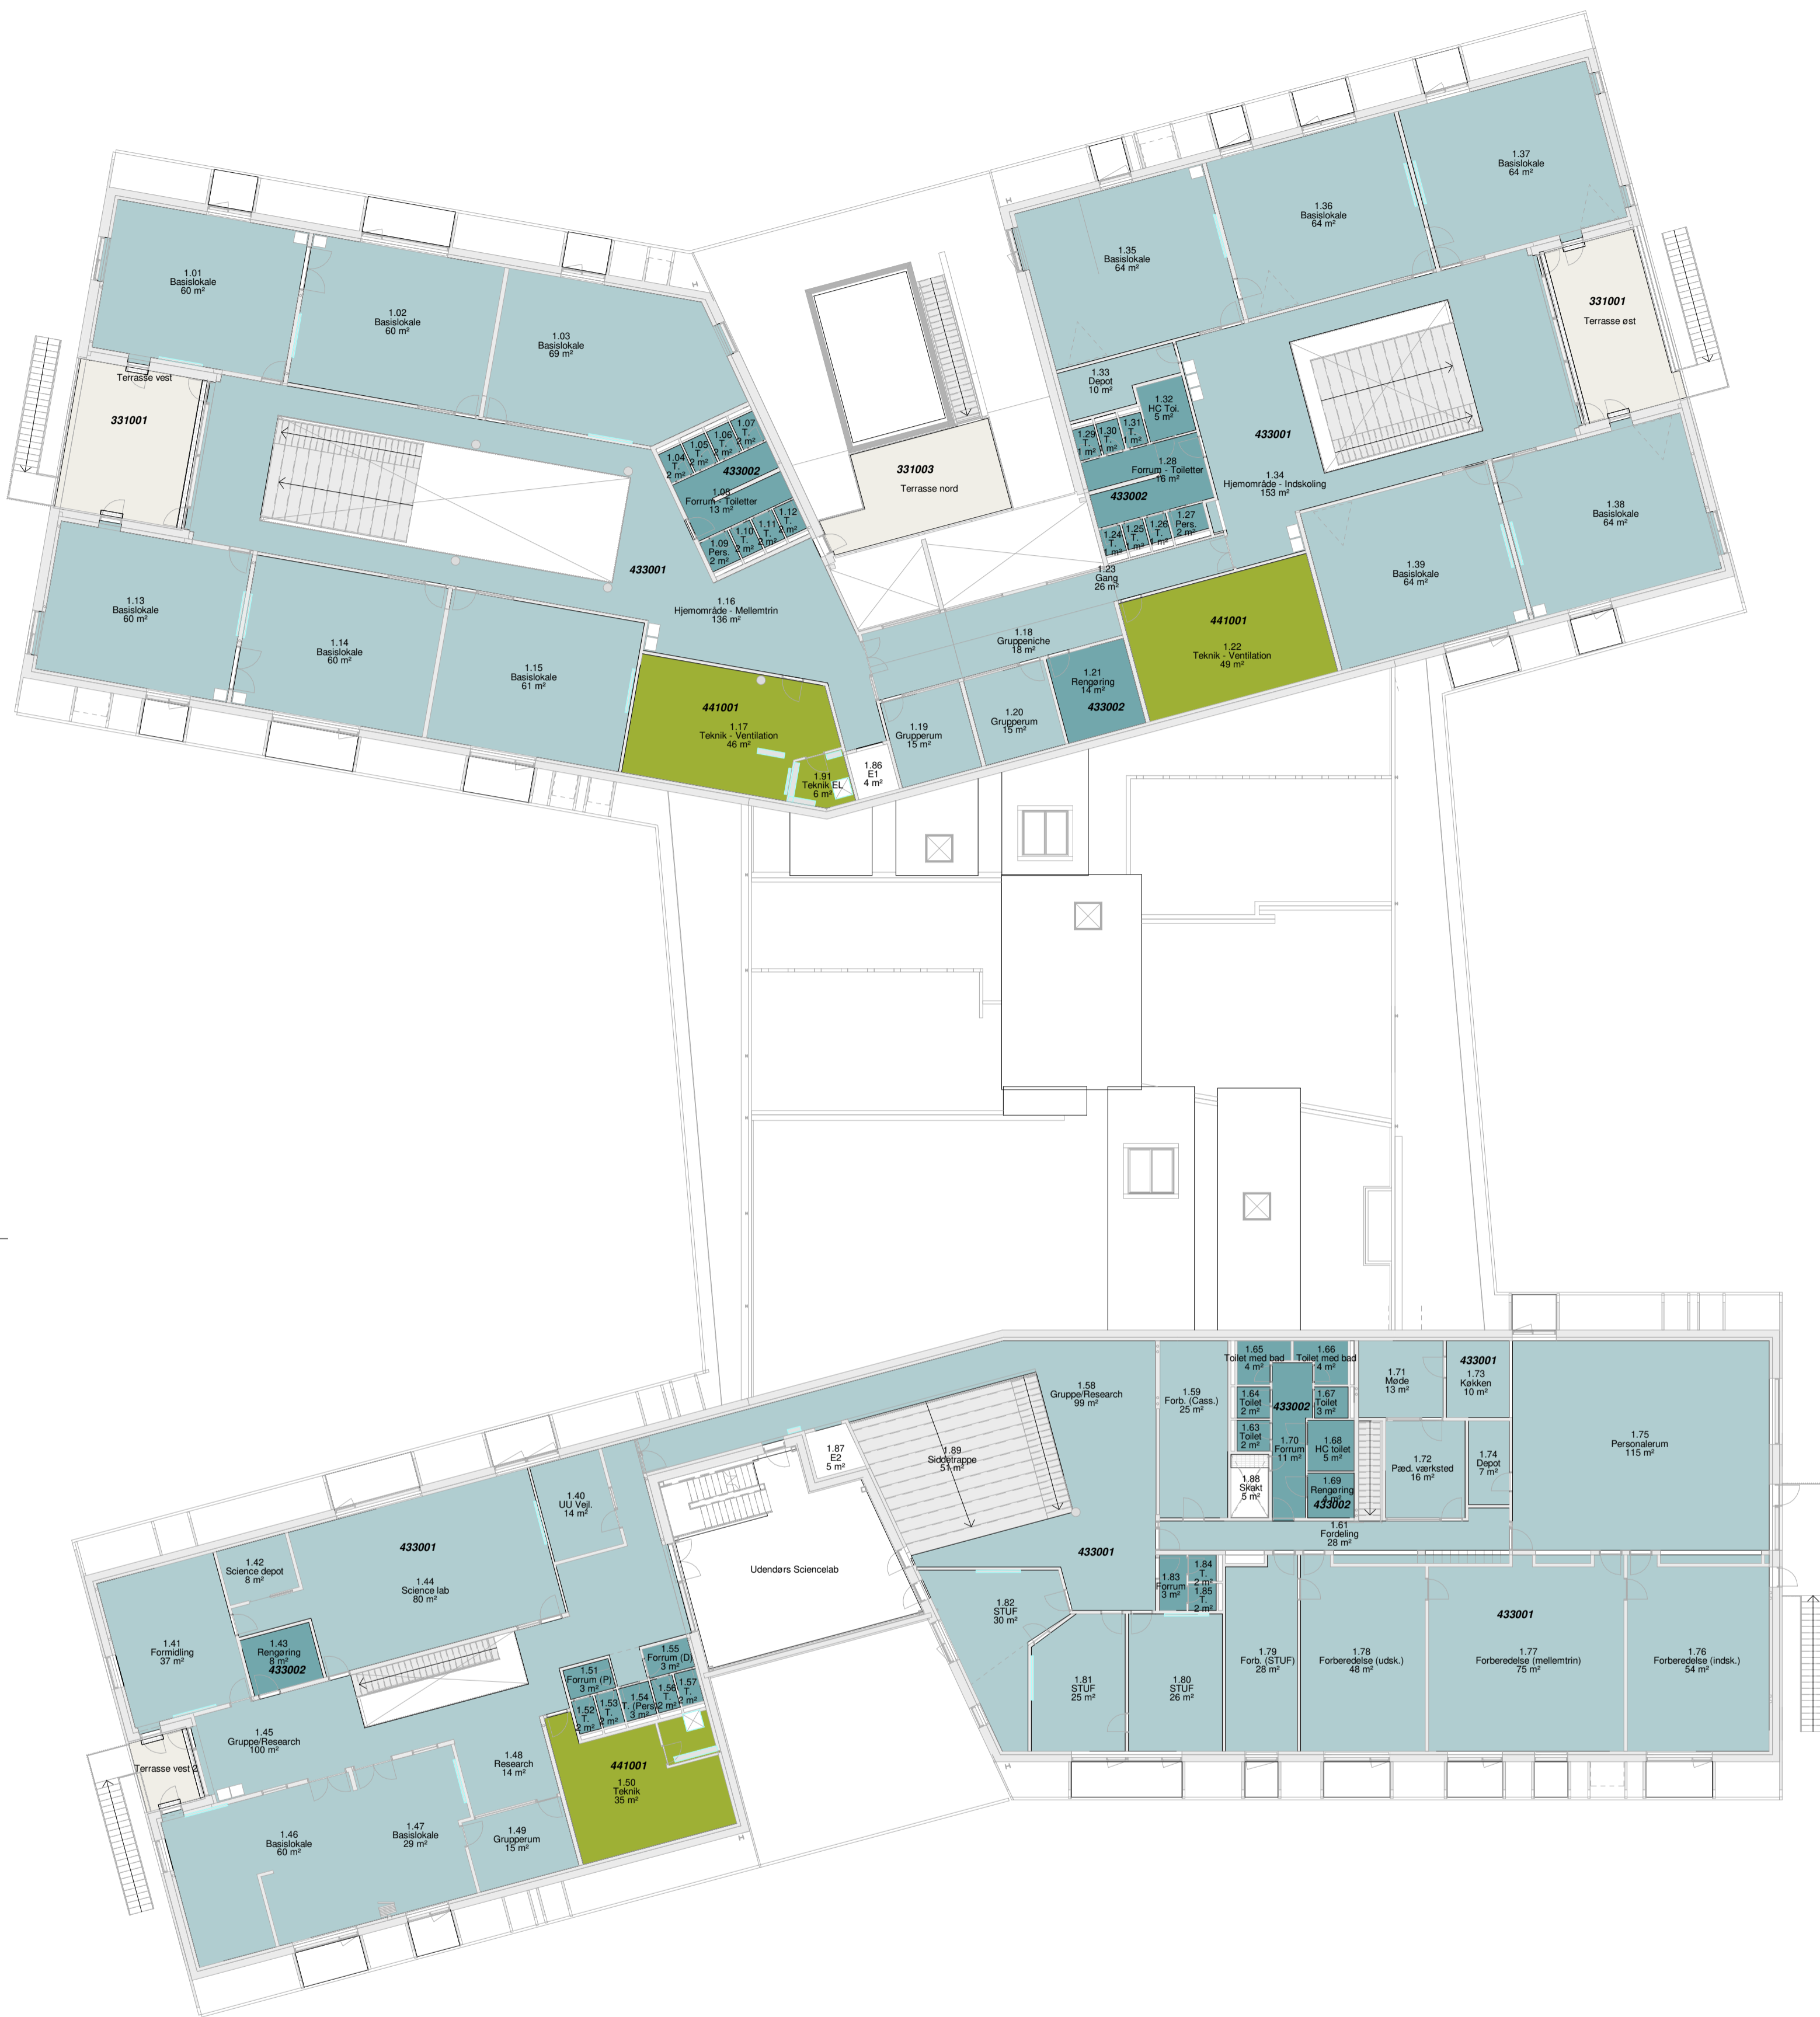 1.37
Basislokale
64 m²
1.36
Basislokale
64 m²
1.35
Basislokale
64 m²
1.01
Basislokale
60 m²
1.02
Basislokale
60 m²
1.03
Basislokale
69 m²
331001
Terrasse øst
Terrasse vest
331001
1.33
Depot
10 m²
1.32
HC Toi.
5 m²
1.29
T.
1 m²
1.30
T.
1 m²
1.31
T.
1 m²
433001
1.04
T.
2 m²
1.05
T.
2 m²
1.06
T.
2 m²
1.07
T.
2 m²
433002
1.08
Forrum - Toiletter
13 m²
1.09
Pers.
2 m²
1.10
T.
2 m²
1.11
T.
2 m²
1.12
T.
2 m²
331003
Terrasse nord
1.28
Forrum - Toiletter
16 m²
433002
1.34
Hjemområde - Indskoling
153 m²
1.24
T.
1 m²
1.25
T.
1 m²
1.26
T.
1 m²
1.27
Pers.
2 m²
1.38
Basislokale
64 m²
1.39
Basislokale
64 m²
433001
1.23
Gang
26 m²
1.13
Basislokale
60 m²
1.14
Basislokale
60 m²
1.15
Basislokale
61 m²
1.16
Hjemområde - Mellemtrin
136 m²
1.18
Gruppeniche
18 m²
441001
1.22
Teknik - Ventilation
49 m²
1.21
Rengøring
14 m²
433002
1.20
Grupperum
15 m²
1.19
Grupperum
15 m²
441001
1.17
Teknik - Ventilation
46 m²
1.91
Teknik EL
6 m²
1.86
E1
4 m²
1.65
Toilet med bad
4 m²
1.66
Toilet med bad
4 m²
1.71
Møde
13 m²
433001
1.73
Køkken
10 m²
1.58
Gruppe/Research
99 m²
1.59
Forb. (Cass.)
25 m²
1.64
Toilet
2 m²
433002
1.67
Toilet
3 m²
1.63
Toilet
2 m²
1.70
Forrum
11 m²
1.68
HC toilet
5 m²
1.69
Rengøring
4 m²
433002
1.88
Skakt
5 m²
1.72
Pæd. værksted
16 m²
1.74
Depot
7 m²
1.75
Personalerum
115 m²
1.87
E2
5 m²
1.89
Siddetrappe
51 m²
1.61
Fordeling
28 m²
433001
1.83
Forrum
3 m²
1.84
T.
2 m²
1.85
T.
2 m²
1.40
UU Vejl.
14 m²
433001
1.42
Science depot
8 m²
1.44
Science lab
80 m²
Udendørs Sciencelab
1.82
STUF
30 m²
433001
1.41
Formidling
37 m²
1.43
Rengøring
8 m²
433002
1.79
Forb. (STUF)
28 m²
1.78
Forberedelse (udsk.)
48 m²
1.77
Forberedelse (mellemtrin)
75 m²
1.76
Forberedelse (indsk.)
54 m²
1.81
STUF
25 m²
1.80
STUF
26 m²
1.55
Forrum (D)
3 m²
1.51
Forrum (P)
3 m²
1.52
T.
2 m²
1.53
T.
2 m²
1.54
T. (Pers)
3 m²
1.56
T.
2 m²
1.57
T.
2 m²
1.45
Gruppe/Research
100 m²
1.48
Research
14 m²
Terrasse vest 2
441001
1.50
Teknik
35 m²
1.46
Basislokale
60 m²
1.47
Basislokale
29 m²
1.49
Grupperum
15 m²